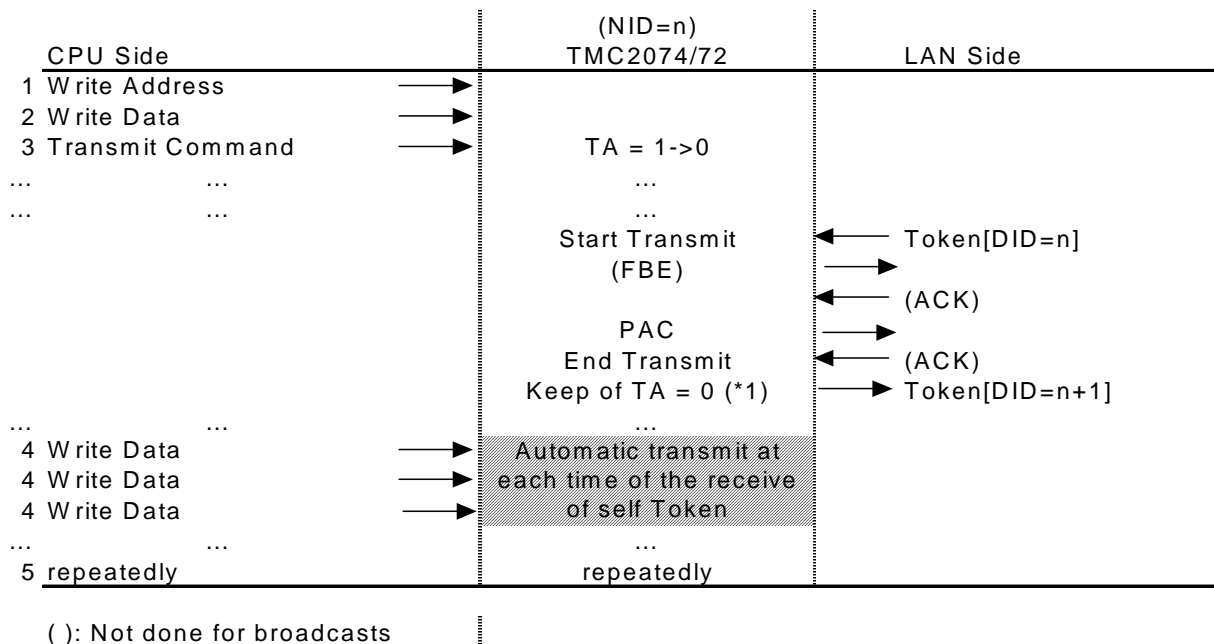 (NID=n)
CPU Side TMC2074/72 LAN Side
1 Write Address
2 Write Data
3 Transmit Command TA = 1->0
... ... ...
... ... ...
Start Transmit Token[DID=n]
(FBE)
(ACK)
PAC
End Transmit (ACK)
Keep of TA = 0 (*1) Token[DID=n+1]
... ... ...
4 Write Data Automatic transmit at
4 Write Data each time of the receive
4 Write Data of self Token
... ... ...
5 repeatedly repeatedly
( ): Not done for broadcasts